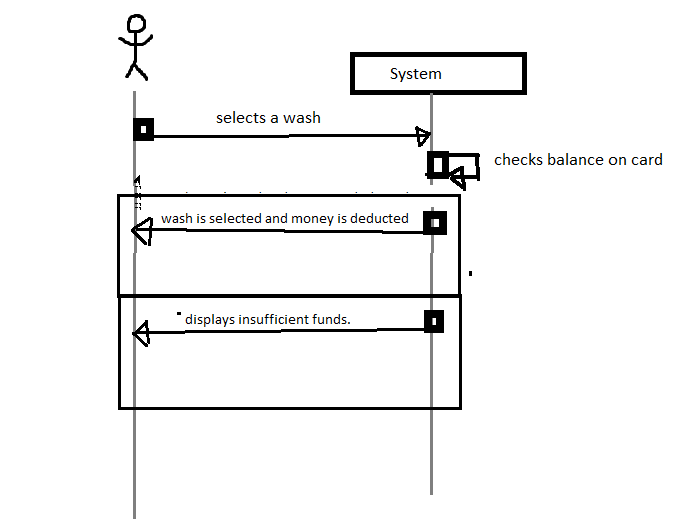 System
selects a wash
checks balance on card
wash is selected and money is deducted
displays insufficient funds.